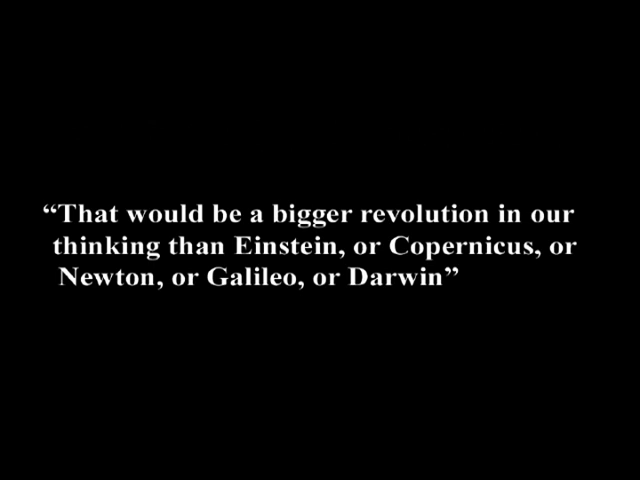 “That would be a bigger revolution in our
thinking than Einstein, or Copernicus, or
Newton, or Galileo, or Darwin”